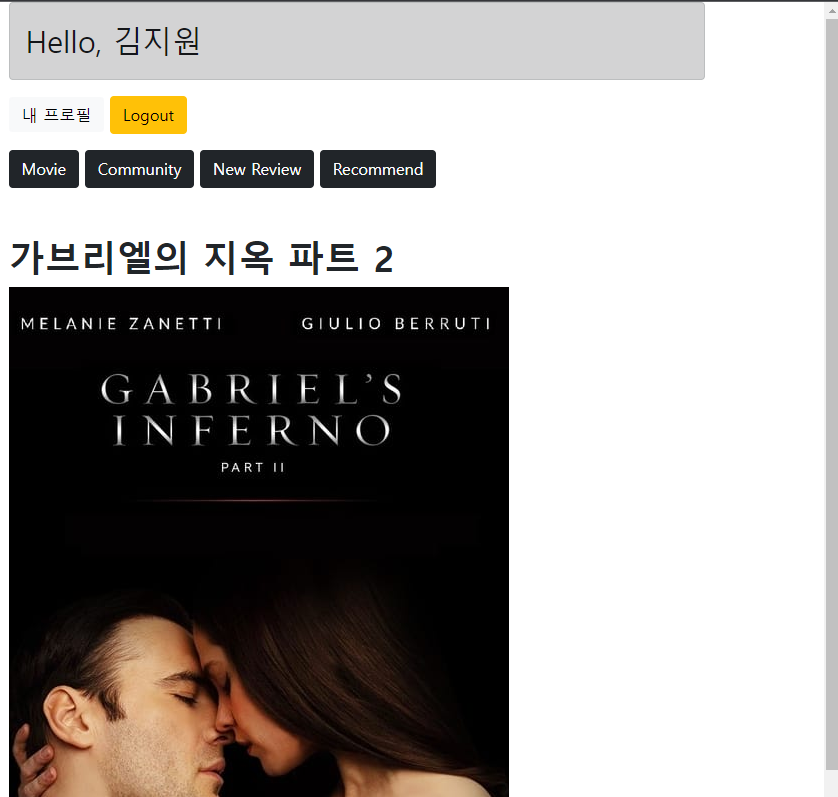 Hello, 김지원
내 프로필 Logout
Movie Community New Review Recommend
가브리엘의 지옥 파트 2
MELANIE ZANETTI GIULIO BERRUTI
GABRIEL'S
INFERNO
PART II